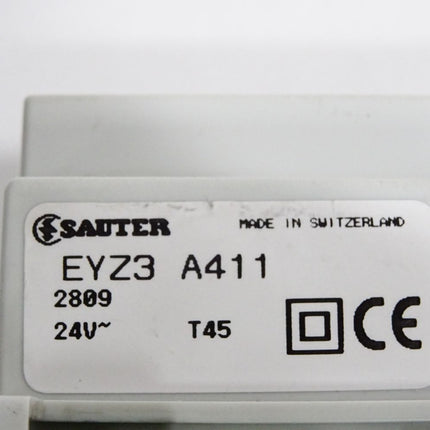 SAUTER MADE IN SWITZERLAND
EYZ3 A411
2809
24V~ T45 CE